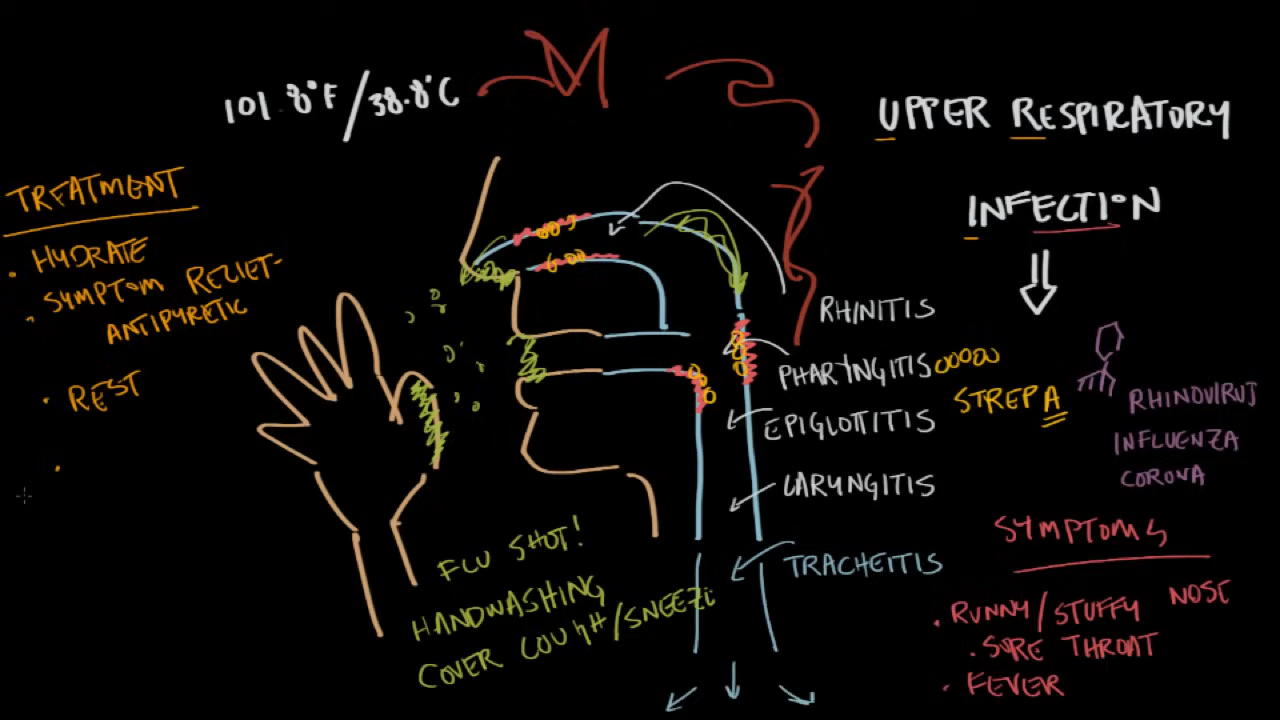 101.8°F/38.8°C
UPPER RESPIRATORY
INFECTION
TREATMENT
• HYDRATE
• SYMPTOM RELIEF-
ANTIPYRETIC
• REST
•
RHINITIS
PHARYNGITIS
EPIGLOTTITIS
LARYNGITIS
TRACHEITIS
STREP A
RHINOVIRUS
INFLUENZA
CORONA
SYMPTOMS
• RUNNY/STUFFY NOSE
• SORE THROAT
• FEVER
FLU SHOT!
HANDWASHING
COVER COUGH/SNEEZE